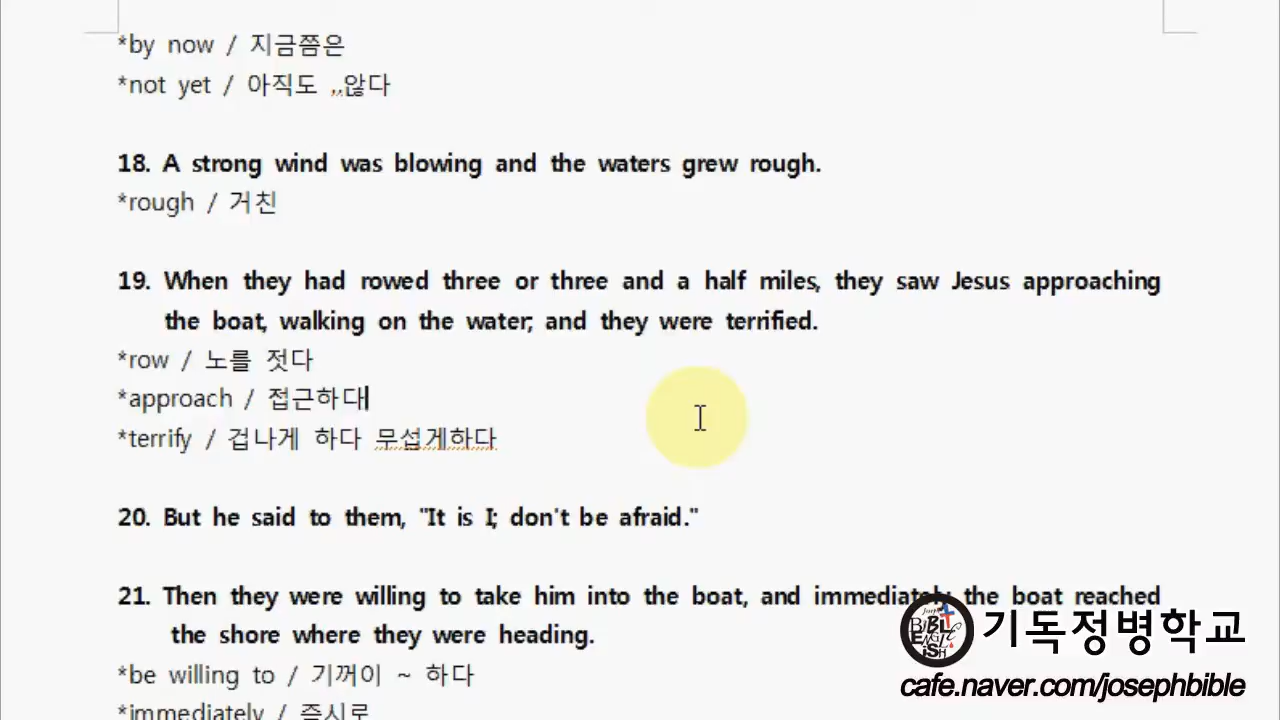 *by now / 지금쯤은
*not yet / 아직도 ,,않다
18. A strong wind was blowing and the waters grew rough.
*rough / 거친
19. When they had rowed three or three and a half miles, they saw Jesus approaching
the boat, walking on the water; and they were terrified.
*row / 노를 젓다
*approach / 접근하다
*terrify / 겁나게 하다 무섭게하다
20. But he said to them, "It is I; don't be afraid."
21. Then they were willing to take him into the boat, and immediately the boat reached
the shore where they were heading.
*be willing to / 기꺼이 ~ 하다
*immediately / 즉시로
BIBLE ENGLISH
기독정병학교
cafe.naver.com/josephbible